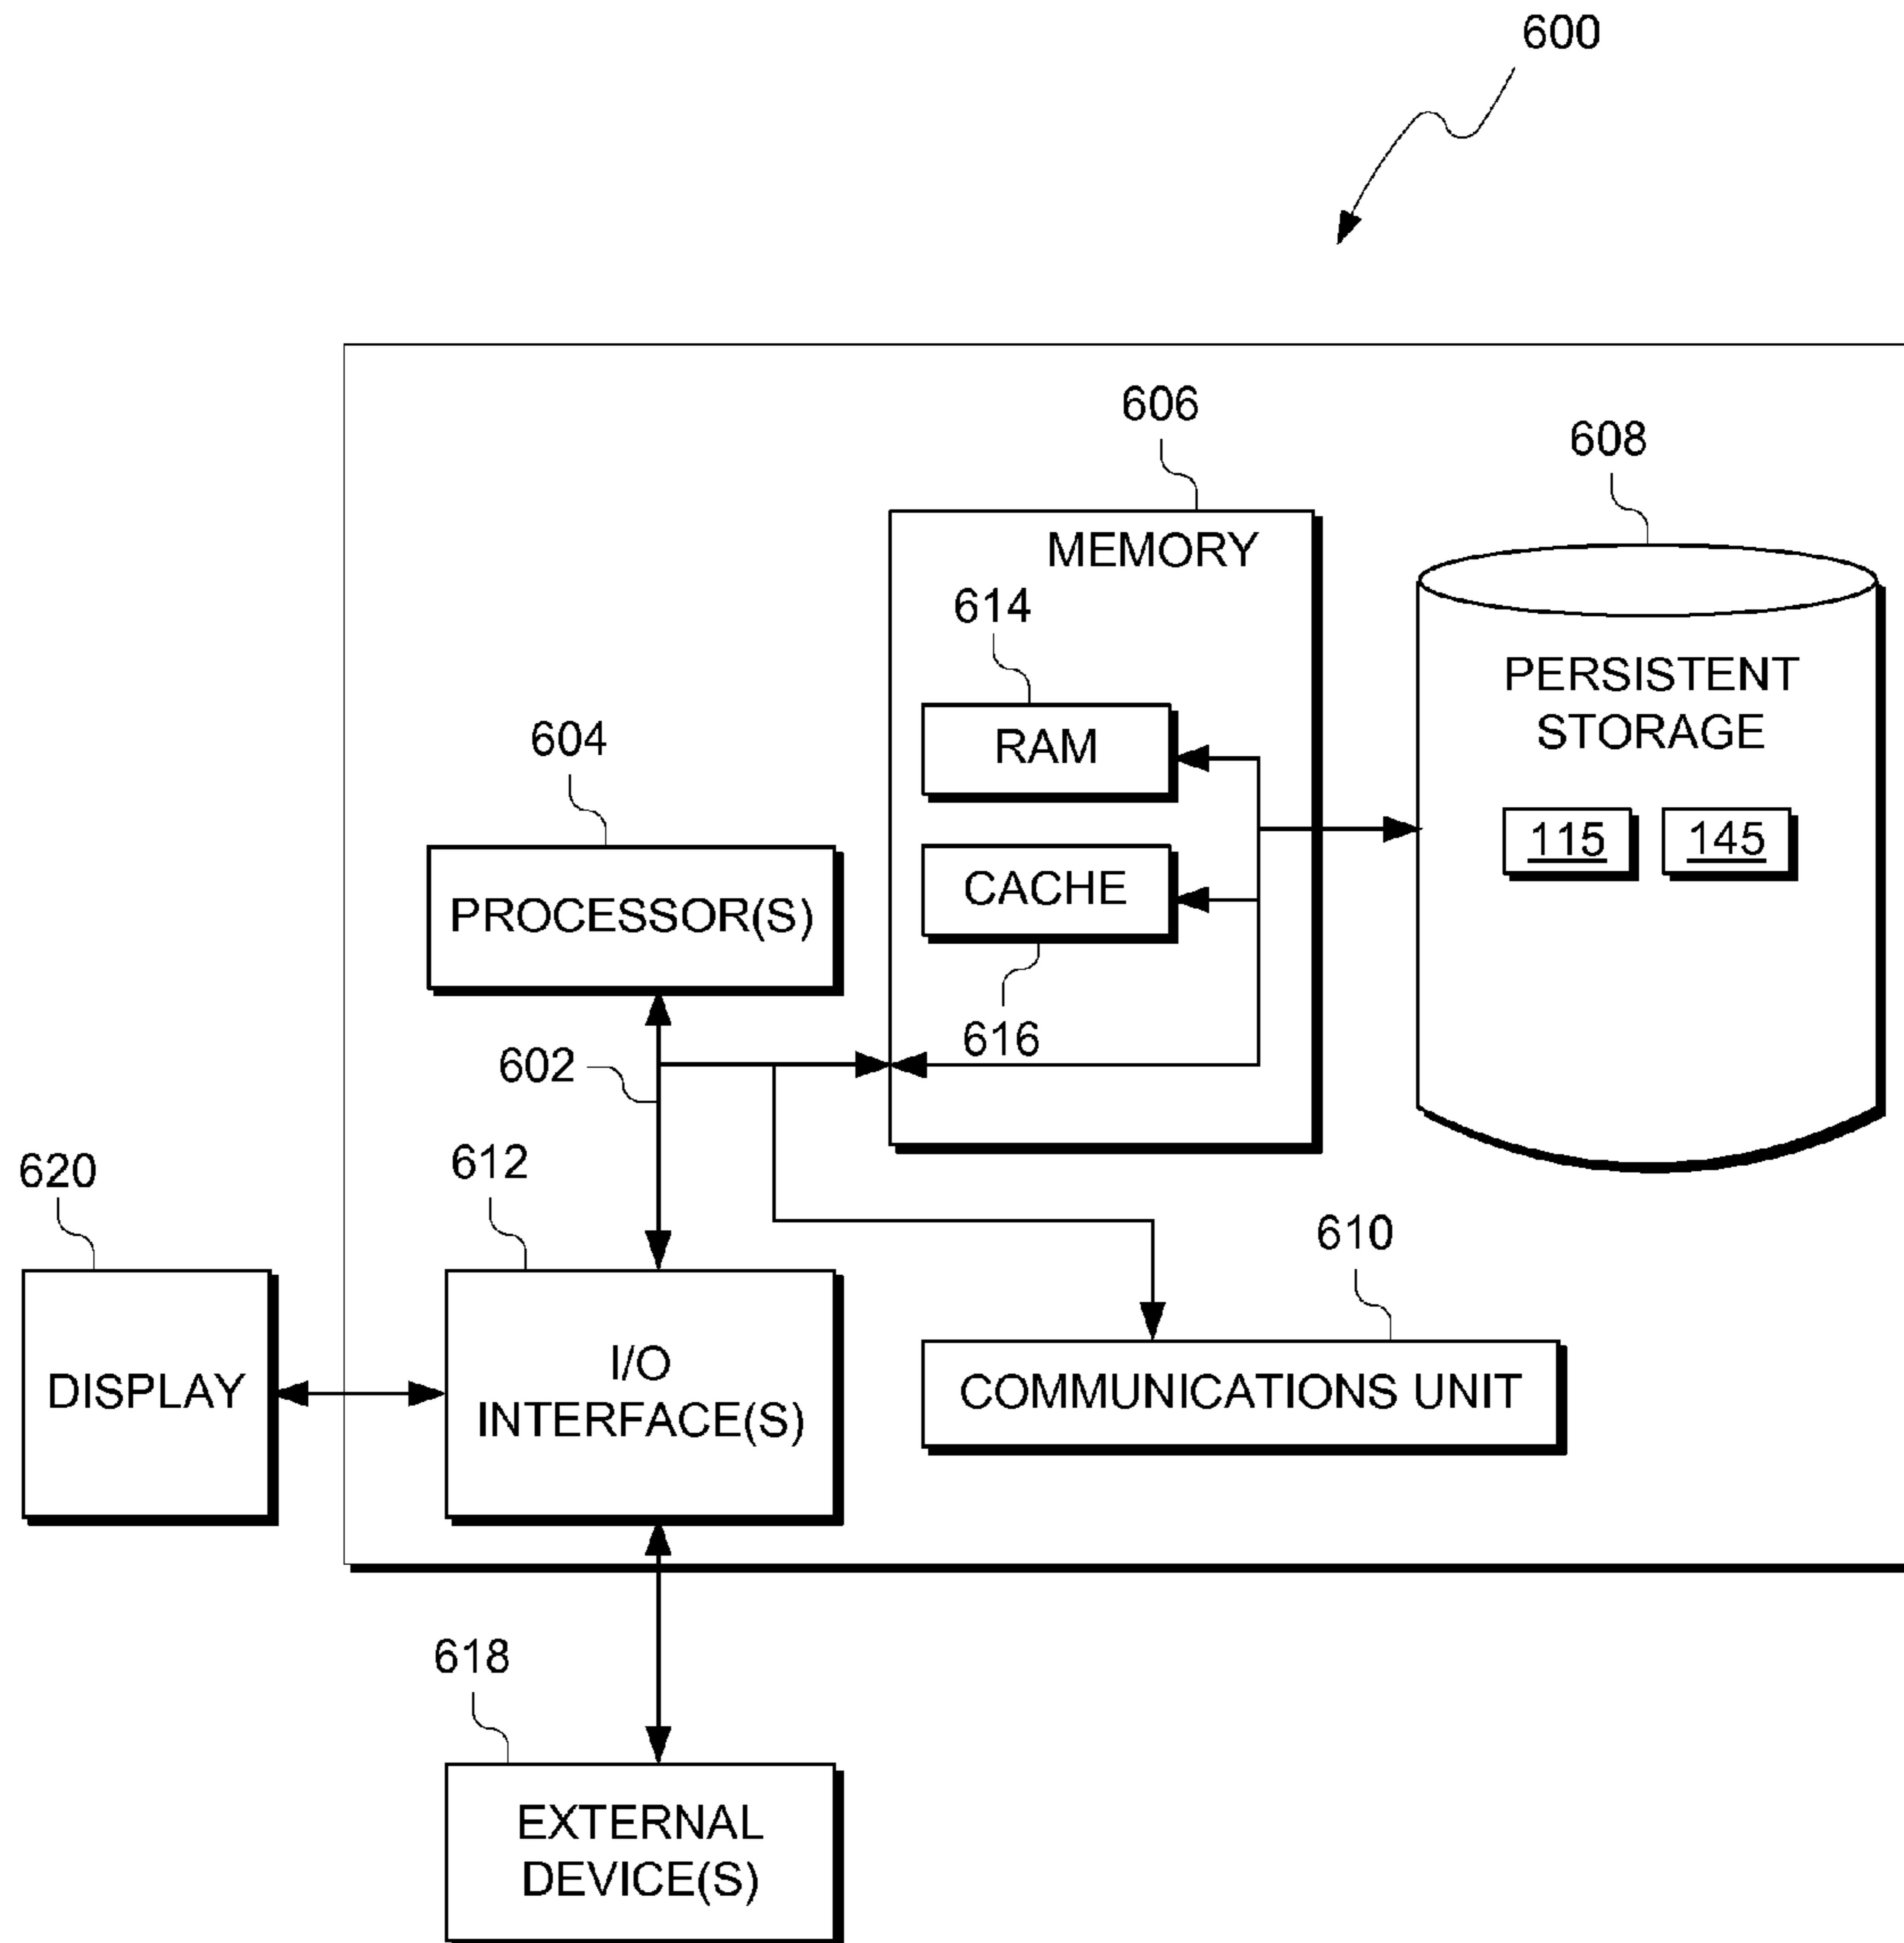 600
606
608
MEMORY
614
PERSISTENT
STORAGE
RAM
604
115
145
CACHE
PROCESSOR(S)
616
602
620
612
610
DISPLAY
I/O
INTERFACE(S)
COMMUNICATIONS UNIT
618
EXTERNAL
DEVICE(S)